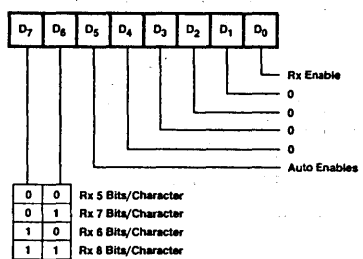 D7 D6 D5 D4 D3 D2 D1 D0
Rx Enable
0
0
0
0
Auto Enables
0 0 Rx 5 Bits/Character
0 1 Rx 7 Bits/Character
1 0 Rx 6 Bits/Character
1 1 Rx 8 Bits/Character